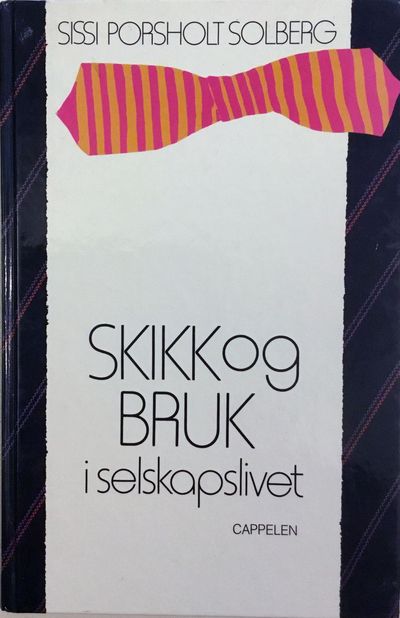 SISSI PORSHOLT SOLBERG
SKIKK og
BRUK
i selskapslivet
CAPPELEN